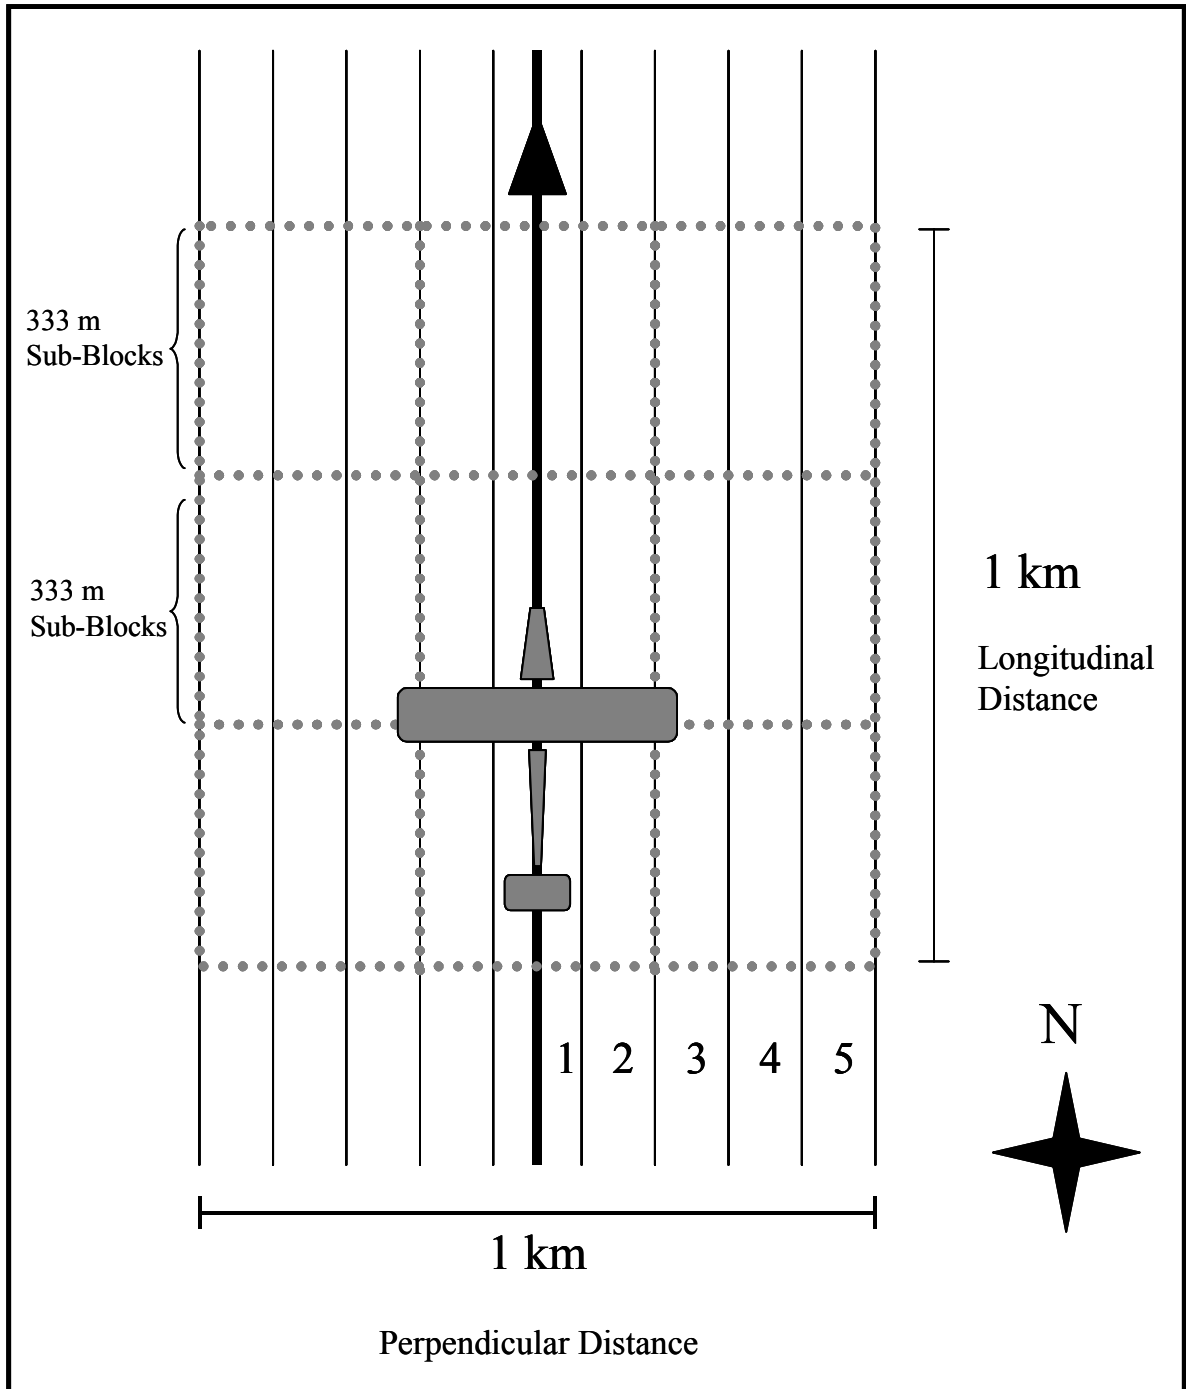 333 m
Sub-Blocks
333 m
Sub-Blocks
1 km
Longitudinal
Distance
N
1 2 3 4 5
1 km
Perpendicular Distance